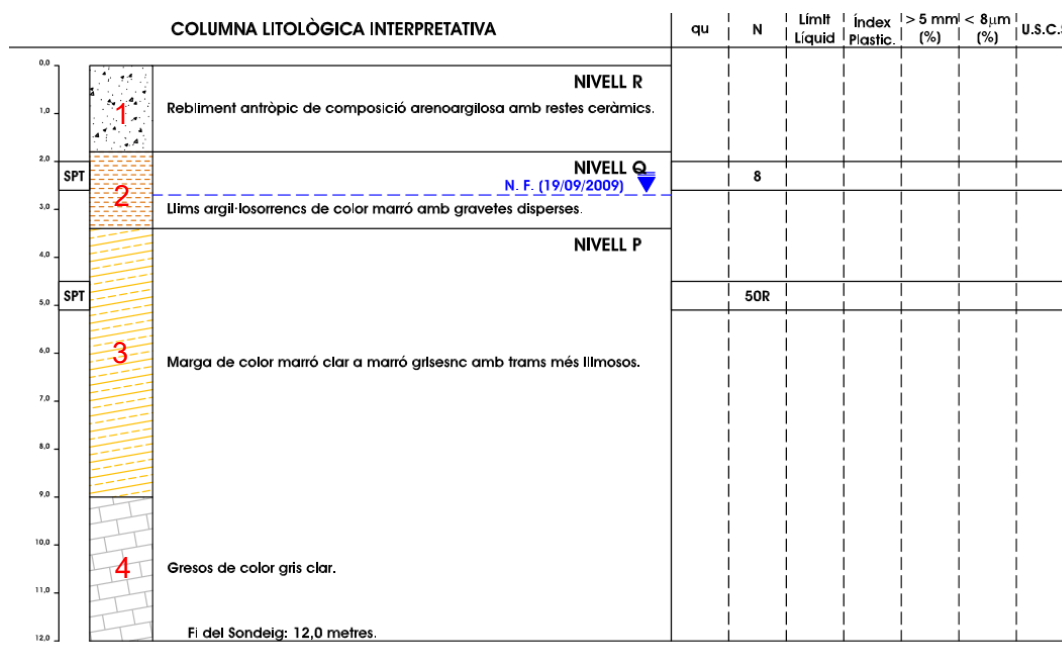 COLUMNA LITOLÒGICA INTERPRETATIVA
qu
N
Límit Líquid
Índex Plastic.
> 5 mm (%)
< 8µm (%)
U.S.C.S
0,0
NIVELL R
1,0
1
Rebliment antròpic de composició arenoargilosa amb restes ceràmics.
2,0
SPT
NIVELL Q
8
2
N. F. (19/09/2009)
3,0
Llims argil·losorrencs de color marró amb gravetes disperses.
NIVELL P
4,0
SPT
5,0
50R
6,0
3
Marga de color marró clar a marró grisesnc amb trams més llimosos.
7,0
8,0
9,0
10,0
4
Gresos de color gris clar.
11,0
Fi del Sondeig: 12,0 metres.
12,0